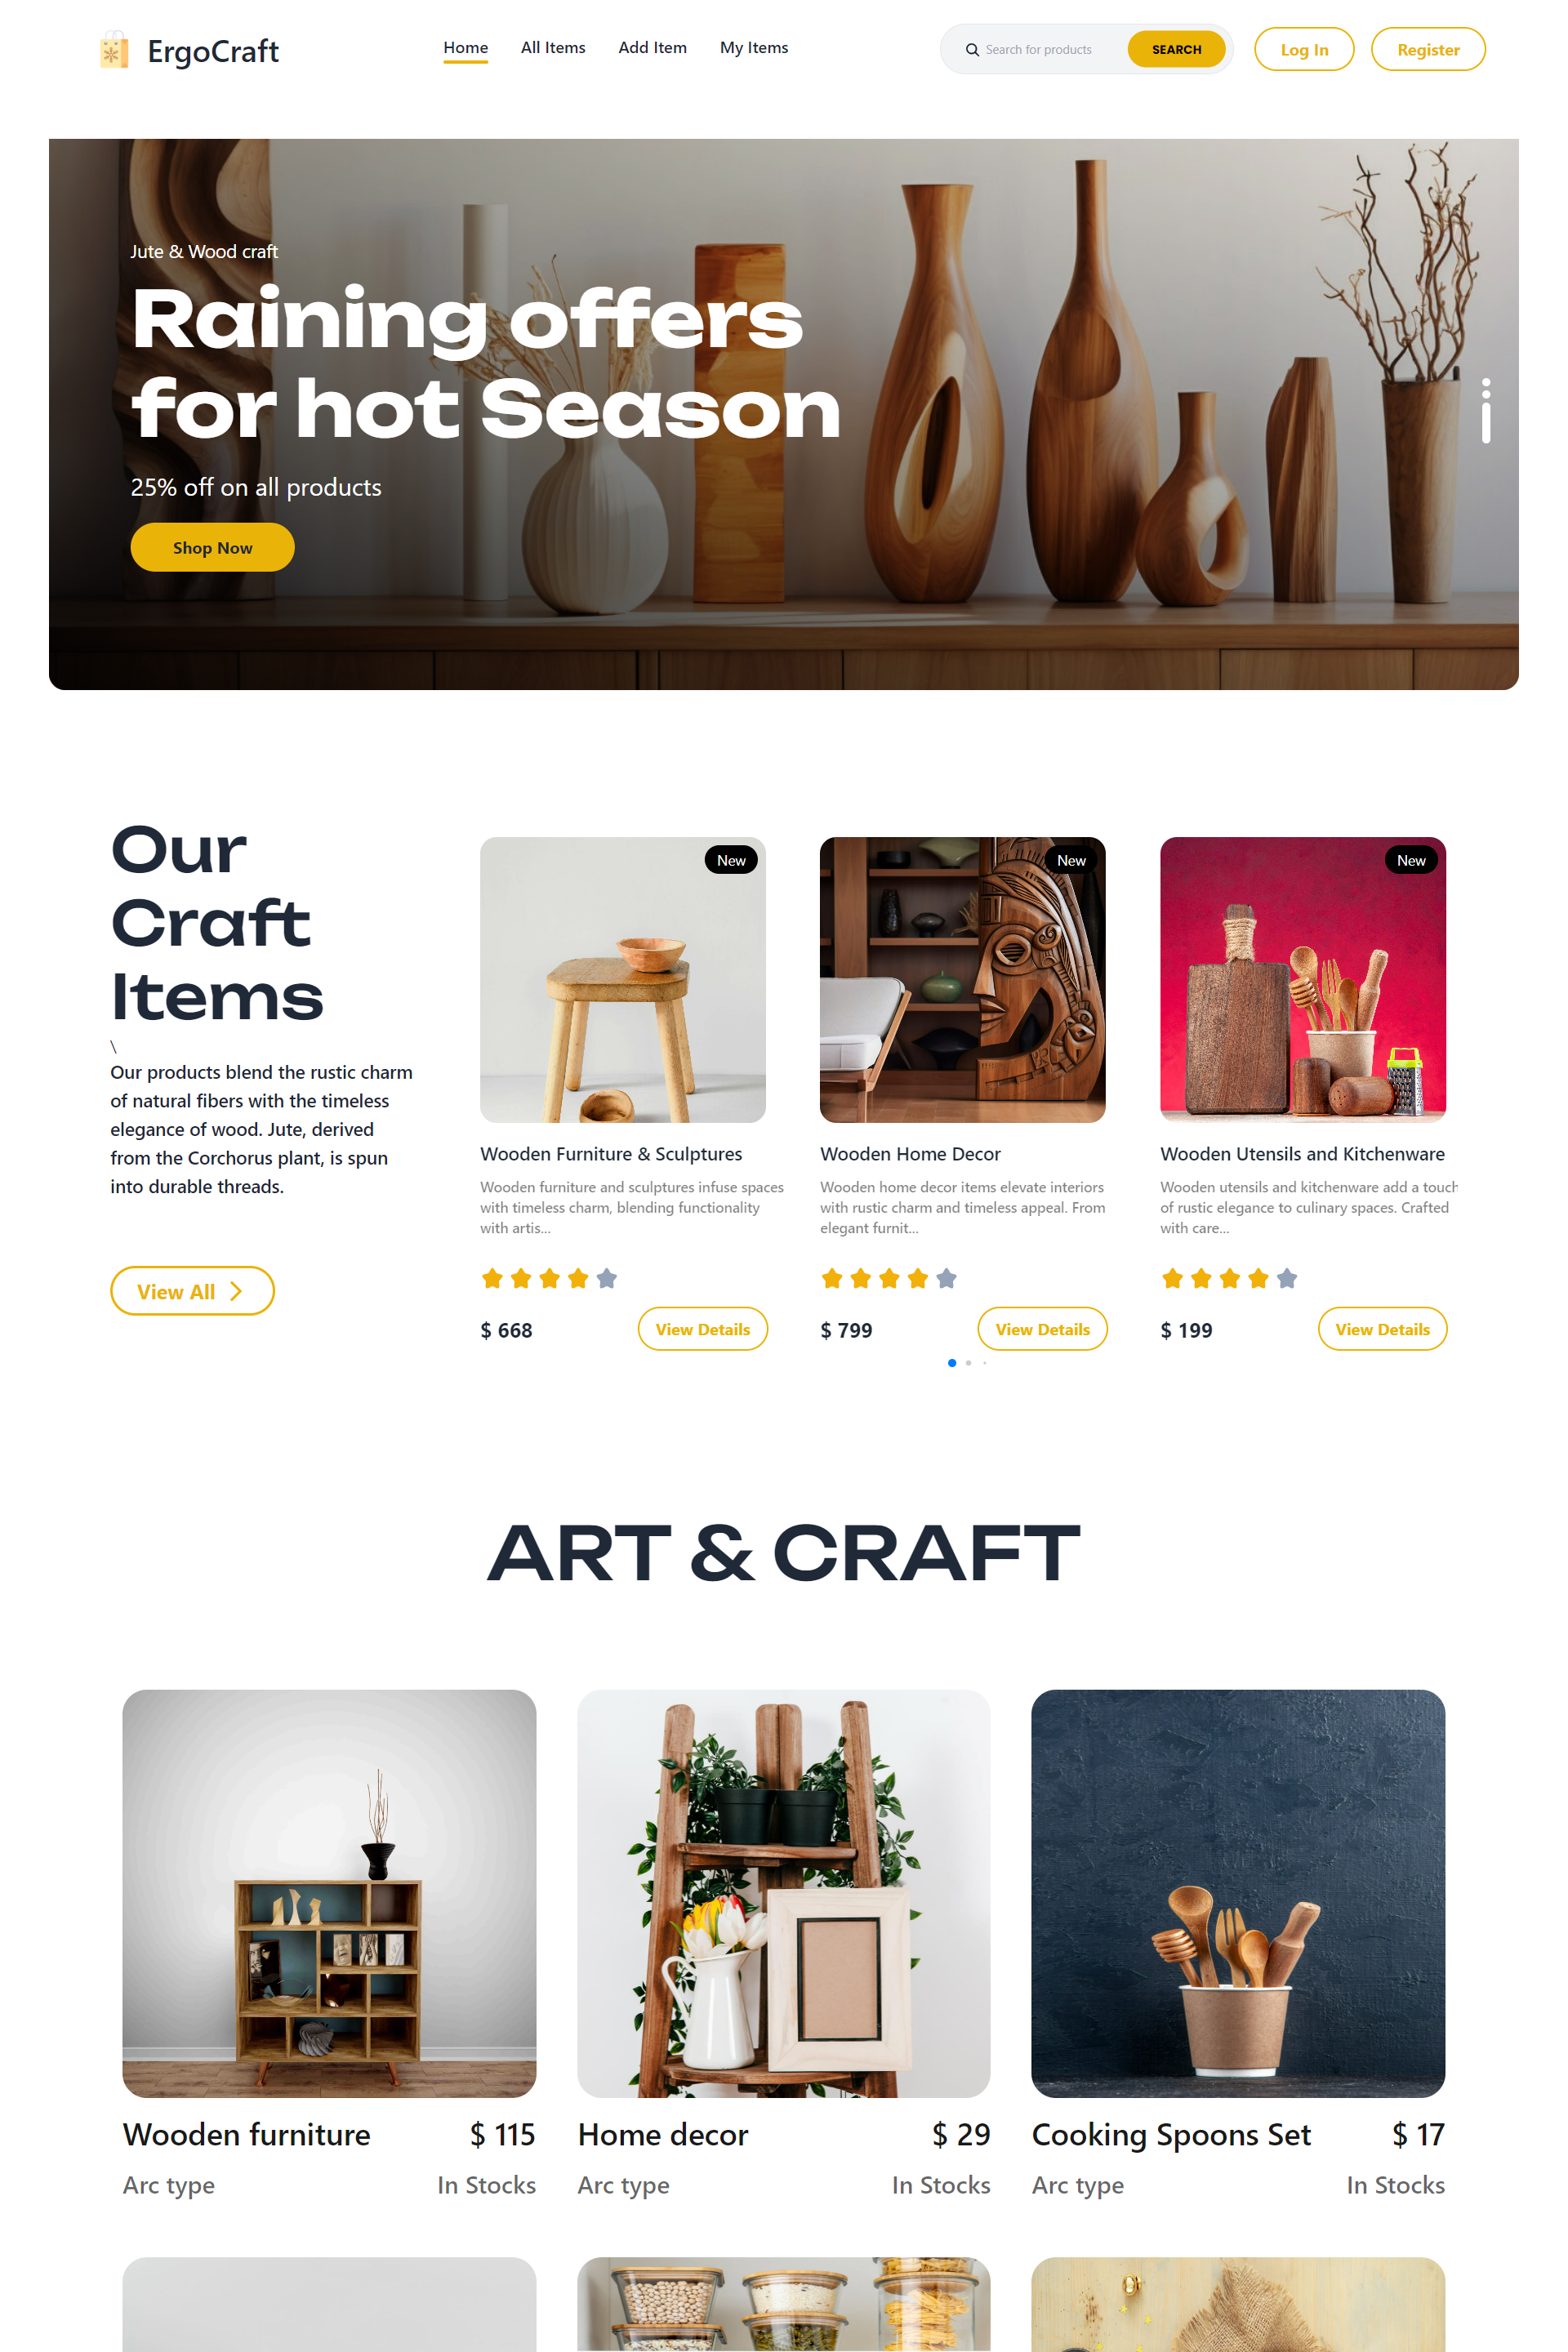 ErgoCraft
Home All Items Add Item My Items
Search for products
SEARCH
Log In
Register
Jute & Wood craft
Raining offers
for hot Season
25% off on all products
Shop Now
Our
Craft
Items
\
Our products blend the rustic charm
of natural fibers with the timeless
elegance of wood. Jute, derived
from the Corchorus plant, is spun
into durable threads.
View All
New
Wooden Furniture & Sculptures
Wooden furniture and sculptures infuse spaces
with timeless charm, blending functionality
with artis...
$ 668
View Details
New
Wooden Home Decor
Wooden home decor items elevate interiors
with rustic charm and timeless appeal. From
elegant furnit...
$ 799
View Details
New
Wooden Utensils and Kitchenware
Wooden utensils and kitchenware add a touch
of rustic elegance to culinary spaces. Crafted
with care...
$ 199
View Details
ART & CRAFT
Wooden furniture $ 115
Arc type In Stocks
Home decor $ 29
Arc type In Stocks
Cooking Spoons Set $ 17
Arc type In Stocks